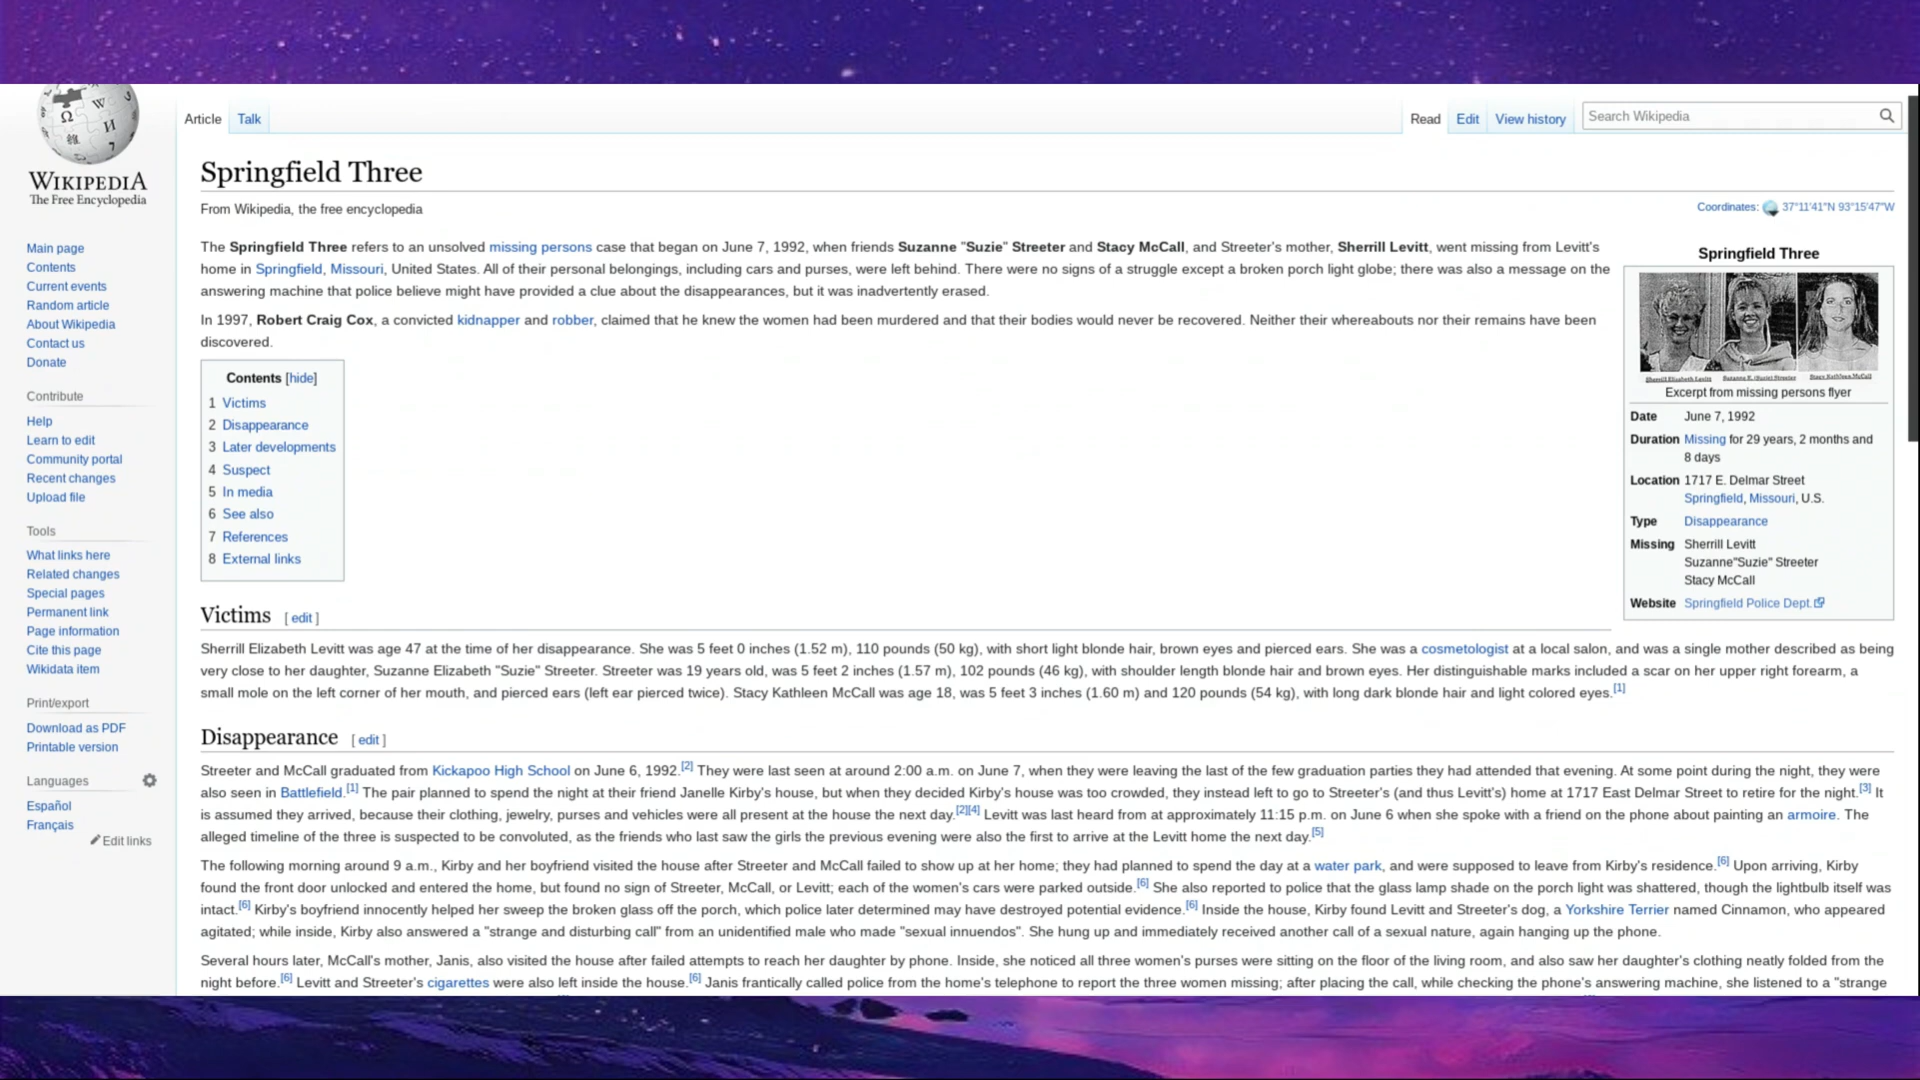 Article
Talk
Read
Edit
View history
Search Wikipedia
WIKIPEDIA
The Free Encyclopedia
Main page
Contents
Current events
Random article
About Wikipedia
Contact us
Donate
Contribute
Help
Learn to edit
Community portal
Recent changes
Upload file
Tools
What links here
Related changes
Special pages
Permanent link
Page information
Cite this page
Wikidata item
Print/export
Download as PDF
Printable version
Languages
Español
Français
Edit links
Springfield Three
From Wikipedia, the free encyclopedia
Coordinates: 37°11′41″N 93°15′47″W
The Springfield Three refers to an unsolved missing persons case that began on June 7, 1992, when friends Suzanne "Suzie" Streeter and Stacy McCall, and Streeter's mother, Sherrill Levitt, went missing from Levitt's
home in Springfield, Missouri, United States. All of their personal belongings, including cars and purses, were left behind. There were no signs of a struggle except a broken porch light globe; there was also a message on the
answering machine that police believe might have provided a clue about the disappearances, but it was inadvertently erased.
In 1997, Robert Craig Cox, a convicted kidnapper and robber, claimed that he knew the women had been murdered and that their bodies would never be recovered. Neither their whereabouts nor their remains have been
discovered.
Contents [hide]
1 Victims
2 Disappearance
3 Later developments
4 Suspect
5 In media
6 See also
7 References
8 External links
Springfield Three
Sherrill Elizabeth Levitt Suzanne E. (Suzie) Streeter Stacy Kathleen McCall
Excerpt from missing persons flyer
Date June 7, 1992
Duration Missing for 29 years, 2 months and
8 days
Location 1717 E. Delmar Street
Springfield, Missouri, U.S.
Type Disappearance
Missing Sherrill Levitt
Suzanne"Suzie" Streeter
Stacy McCall
Website Springfield Police Dept.
Victims [ edit ]
Sherrill Elizabeth Levitt was age 47 at the time of her disappearance. She was 5 feet 0 inches (1.52 m), 110 pounds (50 kg), with short light blonde hair, brown eyes and pierced ears. She was a cosmetologist at a local salon, and was a single mother described as being
very close to her daughter, Suzanne Elizabeth "Suzie" Streeter. Streeter was 19 years old, was 5 feet 2 inches (1.57 m), 102 pounds (46 kg), with shoulder length blonde hair and brown eyes. Her distinguishable marks included a scar on her upper right forearm, a
small mole on the left corner of her mouth, and pierced ears (left ear pierced twice). Stacy Kathleen McCall was age 18, was 5 feet 3 inches (1.60 m) and 120 pounds (54 kg), with long dark blonde hair and light colored eyes.[1]
Disappearance [ edit ]
Streeter and McCall graduated from Kickapoo High School on June 6, 1992.[2] They were last seen at around 2:00 a.m. on June 7, when they were leaving the last of the few graduation parties they had attended that evening. At some point during the night, they were
also seen in Battlefield.[1] The pair planned to spend the night at their friend Janelle Kirby's house, but when they decided Kirby's house was too crowded, they instead left to go to Streeter's (and thus Levitt's) home at 1717 East Delmar Street to retire for the night.[3] It
is assumed they arrived, because their clothing, jewelry, purses and vehicles were all present at the house the next day.[2][4] Levitt was last heard from at approximately 11:15 p.m. on June 6 when she spoke with a friend on the phone about painting an armoire. The
alleged timeline of the three is suspected to be convoluted, as the friends who last saw the girls the previous evening were also the first to arrive at the Levitt home the next day.[5]
The following morning around 9 a.m., Kirby and her boyfriend visited the house after Streeter and McCall failed to show up at her home; they had planned to spend the day at a water park, and were supposed to leave from Kirby's residence.[6] Upon arriving, Kirby
found the front door unlocked and entered the home, but found no sign of Streeter, McCall, or Levitt; each of the women's cars were parked outside.[6] She also reported to police that the glass lamp shade on the porch light was shattered, though the lightbulb itself was
intact.[6] Kirby's boyfriend innocently helped her sweep the broken glass off the porch, which police later determined may have destroyed potential evidence.[6] Inside the house, Kirby found Levitt and Streeter's dog, a Yorkshire Terrier named Cinnamon, who appeared
agitated; while inside, Kirby also answered a "strange and disturbing call" from an unidentified male who made "sexual innuendos". She hung up and immediately received another call of a sexual nature, again hanging up the phone.
Several hours later, McCall's mother, Janis, also visited the house after failed attempts to reach her daughter by phone. Inside, she noticed all three women's purses were sitting on the floor of the living room, and also saw her daughter's clothing neatly folded from the
night before.[6] Levitt and Streeter's cigarettes were also left inside the house.[6] Janis frantically called police from the home's telephone to report the three women missing; after placing the call, while checking the phone's answering machine, she listened to a "strange